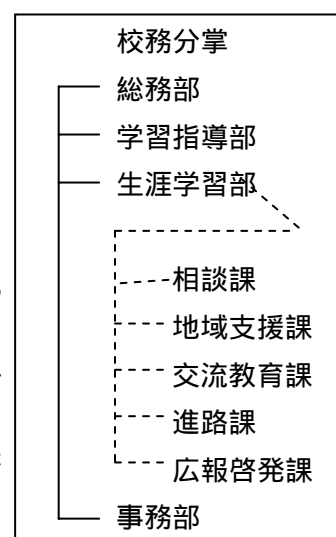 校務分掌
総務部
学習指導部
生涯学習部
相談課
地域支援課
交流教育課
進路課
広報啓発課
事務部